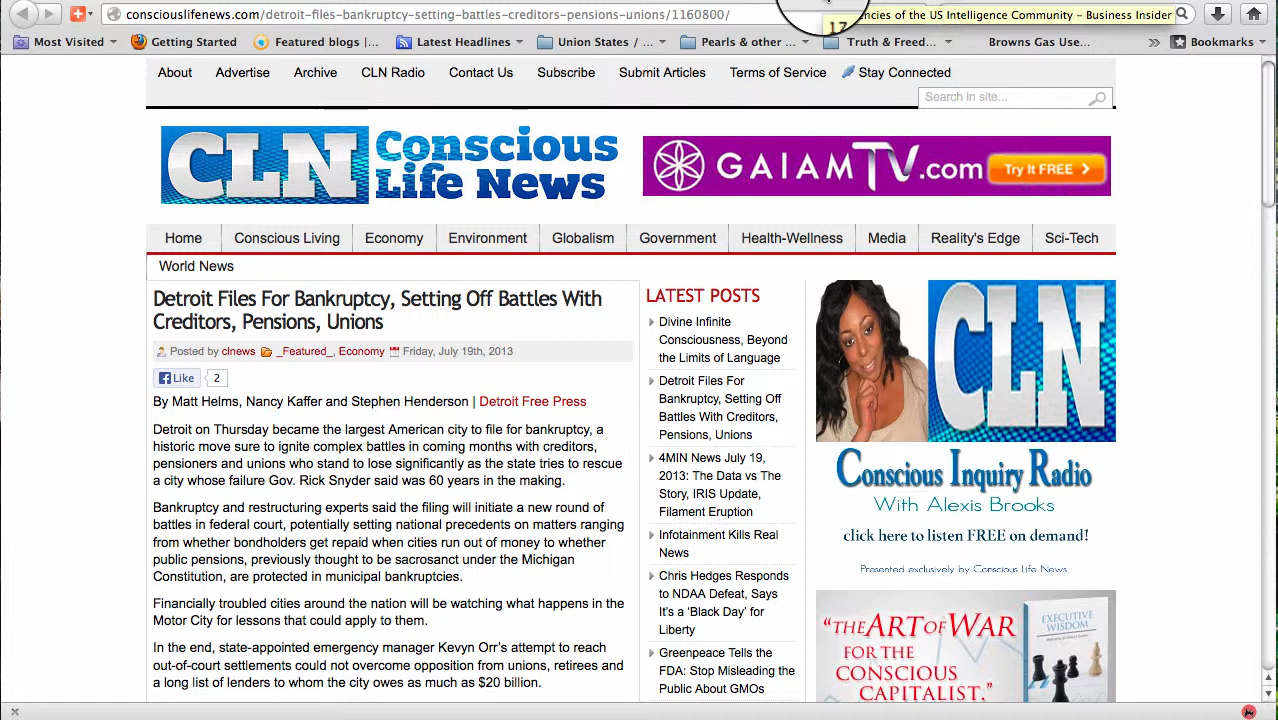 consciouslifenews.com/detroit-files-bankruptcy-setting-battles-creditors-pensions-unions/1160800/
17
encies of the US Intelligence Community – Business Insider
Most Visited
Getting Started
Featured blogs |...
Latest Headlines
Union States / ...
Pearls & other ...
Truth & Freed...
Browns Gas Use...
»
Bookmarks
About
Advertise
Archive
CLN Radio
Contact Us
Subscribe
Submit Articles
Terms of Service
Stay Connected
Search in site...
CLN Conscious
Life News
GAIAMTV.com
Try It FREE >
Home
Conscious Living
Economy
Environment
Globalism
Government
Health-Wellness
Media
Reality's Edge
Sci-Tech
World News
Detroit Files For Bankruptcy, Setting Off Battles With
Creditors, Pensions, Unions
Posted by clnews _Featured_, Economy Friday, July 19th, 2013
Like 2
By Matt Helms, Nancy Kaffer and Stephen Henderson | Detroit Free Press
Detroit on Thursday became the largest American city to file for bankruptcy, a
historic move sure to ignite complex battles in coming months with creditors,
pensioners and unions who stand to lose significantly as the state tries to rescue
a city whose failure Gov. Rick Snyder said was 60 years in the making.
Bankruptcy and restructuring experts said the filing will initiate a new round of
battles in federal court, potentially setting national precedents on matters ranging
from whether bondholders get repaid when cities run out of money to whether
public pensions, previously thought to be sacrosanct under the Michigan
Constitution, are protected in municipal bankruptcies.
Financially troubled cities around the nation will be watching what happens in the
Motor City for lessons that could apply to them.
In the end, state-appointed emergency manager Kevyn Orr's attempt to reach
out-of-court settlements could not overcome opposition from unions, retirees and
a long list of lenders to whom the city owes as much as $20 billion.
LATEST POSTS
Divine Infinite
Consciousness, Beyond
the Limits of Language
Detroit Files For
Bankruptcy, Setting Off
Battles With Creditors,
Pensions, Unions
4MIN News July 19,
2013: The Data vs The
Story, IRIS Update,
Filament Eruption
Infotainment Kills Real
News
Chris Hedges Responds
to NDAA Defeat, Says
It's a 'Black Day' for
Liberty
Greenpeace Tells the
FDA: Stop Misleading the
Public About GMOs
CLN
Conscious Inquiry Radio
With Alexis Brooks
click here to listen FREE on demand!
Presented exclusively by Conscious Life News
"THE ART OF WAR
FOR THE
CONSCIOUS
CAPITALIST."
EXECUTIVE
WISDOM